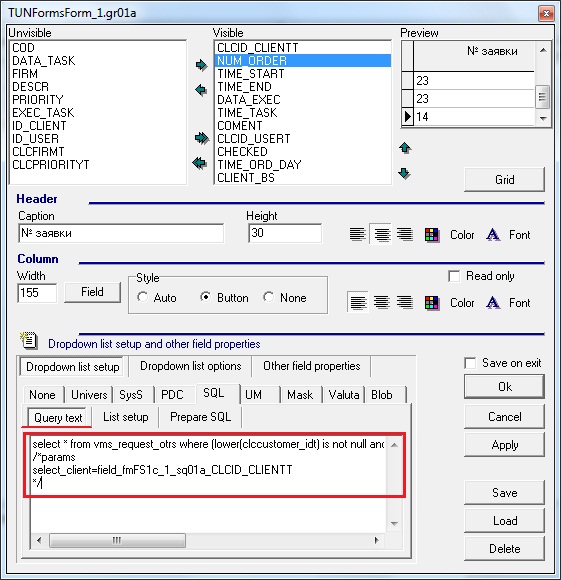 TUNFormsForm_1.gr01a
Unvisible
COD
DATA_TASK
FIRM
DESCR
PRIORITY
EXEC_TASK
ID_CLIENT
ID_USER
CLCFIRMT
CLCPRIORITYT
Visible
CLCID_CLIENTT
NUM_ORDER
TIME_START
TIME_END
DATA_EXEC
TIME_TASK
COMENT
CLCID_USERT
CHECKED
TIME_ORD_DAY
CLIENT_BS
Preview
№ заявки
23
23
14
Grid
Header
Caption
№ заявки
Height
30
Color
A Font
Column
Width
155
Field
Style
Auto
Button
None
Read only
Color
A Font
Dropdown list setup and other field properties
Dropdown list setup
Dropdown list options
Other field properties
None
Univers
SysS
PDC
SQL
UM
Mask
Valuta
Blob
Query text
List setup
Prepare SQL
select * from vms_request_otrs where (lower(clccustomer_idt) is not null and
/*params
select_client=field_fmFS1c_1_sq01a_CLCID_CLIENTT
*/
Save on exit
Ok
Cancel
Apply
Save
Load
Delete